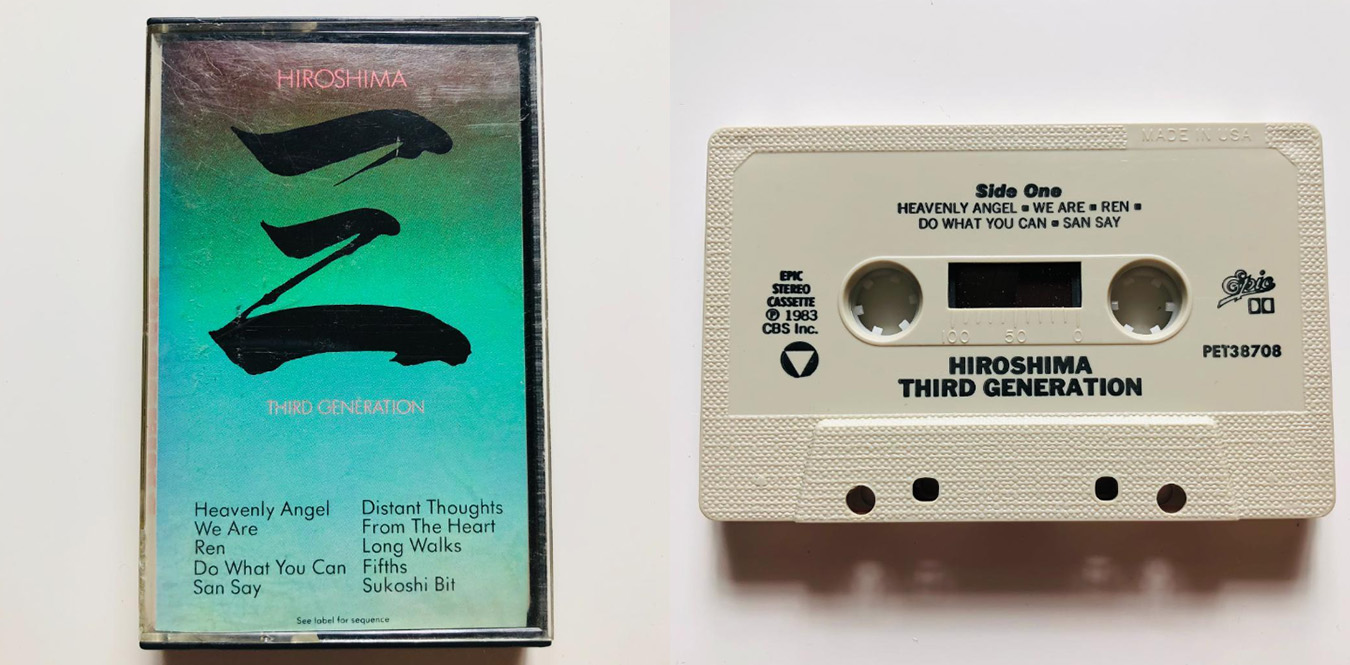 HIROSHIMA
三
THIRD GENERATION
Heavenly Angel
We Are
Ren
Do What You Can
San Say
Distant Thoughts
From The Heart
Long Walks
Fifths
Sukoshi Bit
See label for sequence
MADE IN USA
Side One
HEAVENLY ANGEL ▪ WE ARE ▪ REN ▪
DO WHAT YOU CAN ▪ SAN SAY
EPIC
STEREO
CASSETTE
℗ 1983
CBS Inc.
Epic
100 50 0
PET38708
HIROSHIMA
THIRD GENERATION